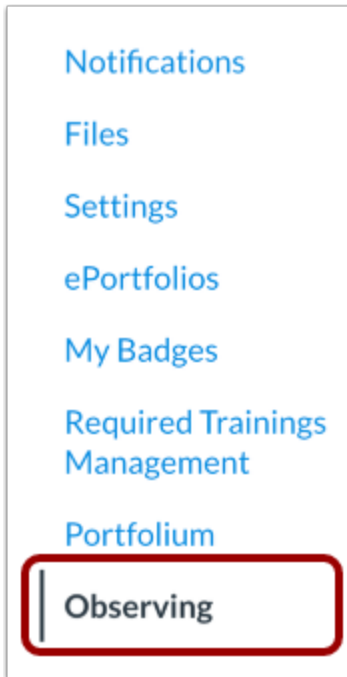 Notifications
Files
Settings
ePortfolios
My Badges
Required Trainings
Management
Portfolium
Observing